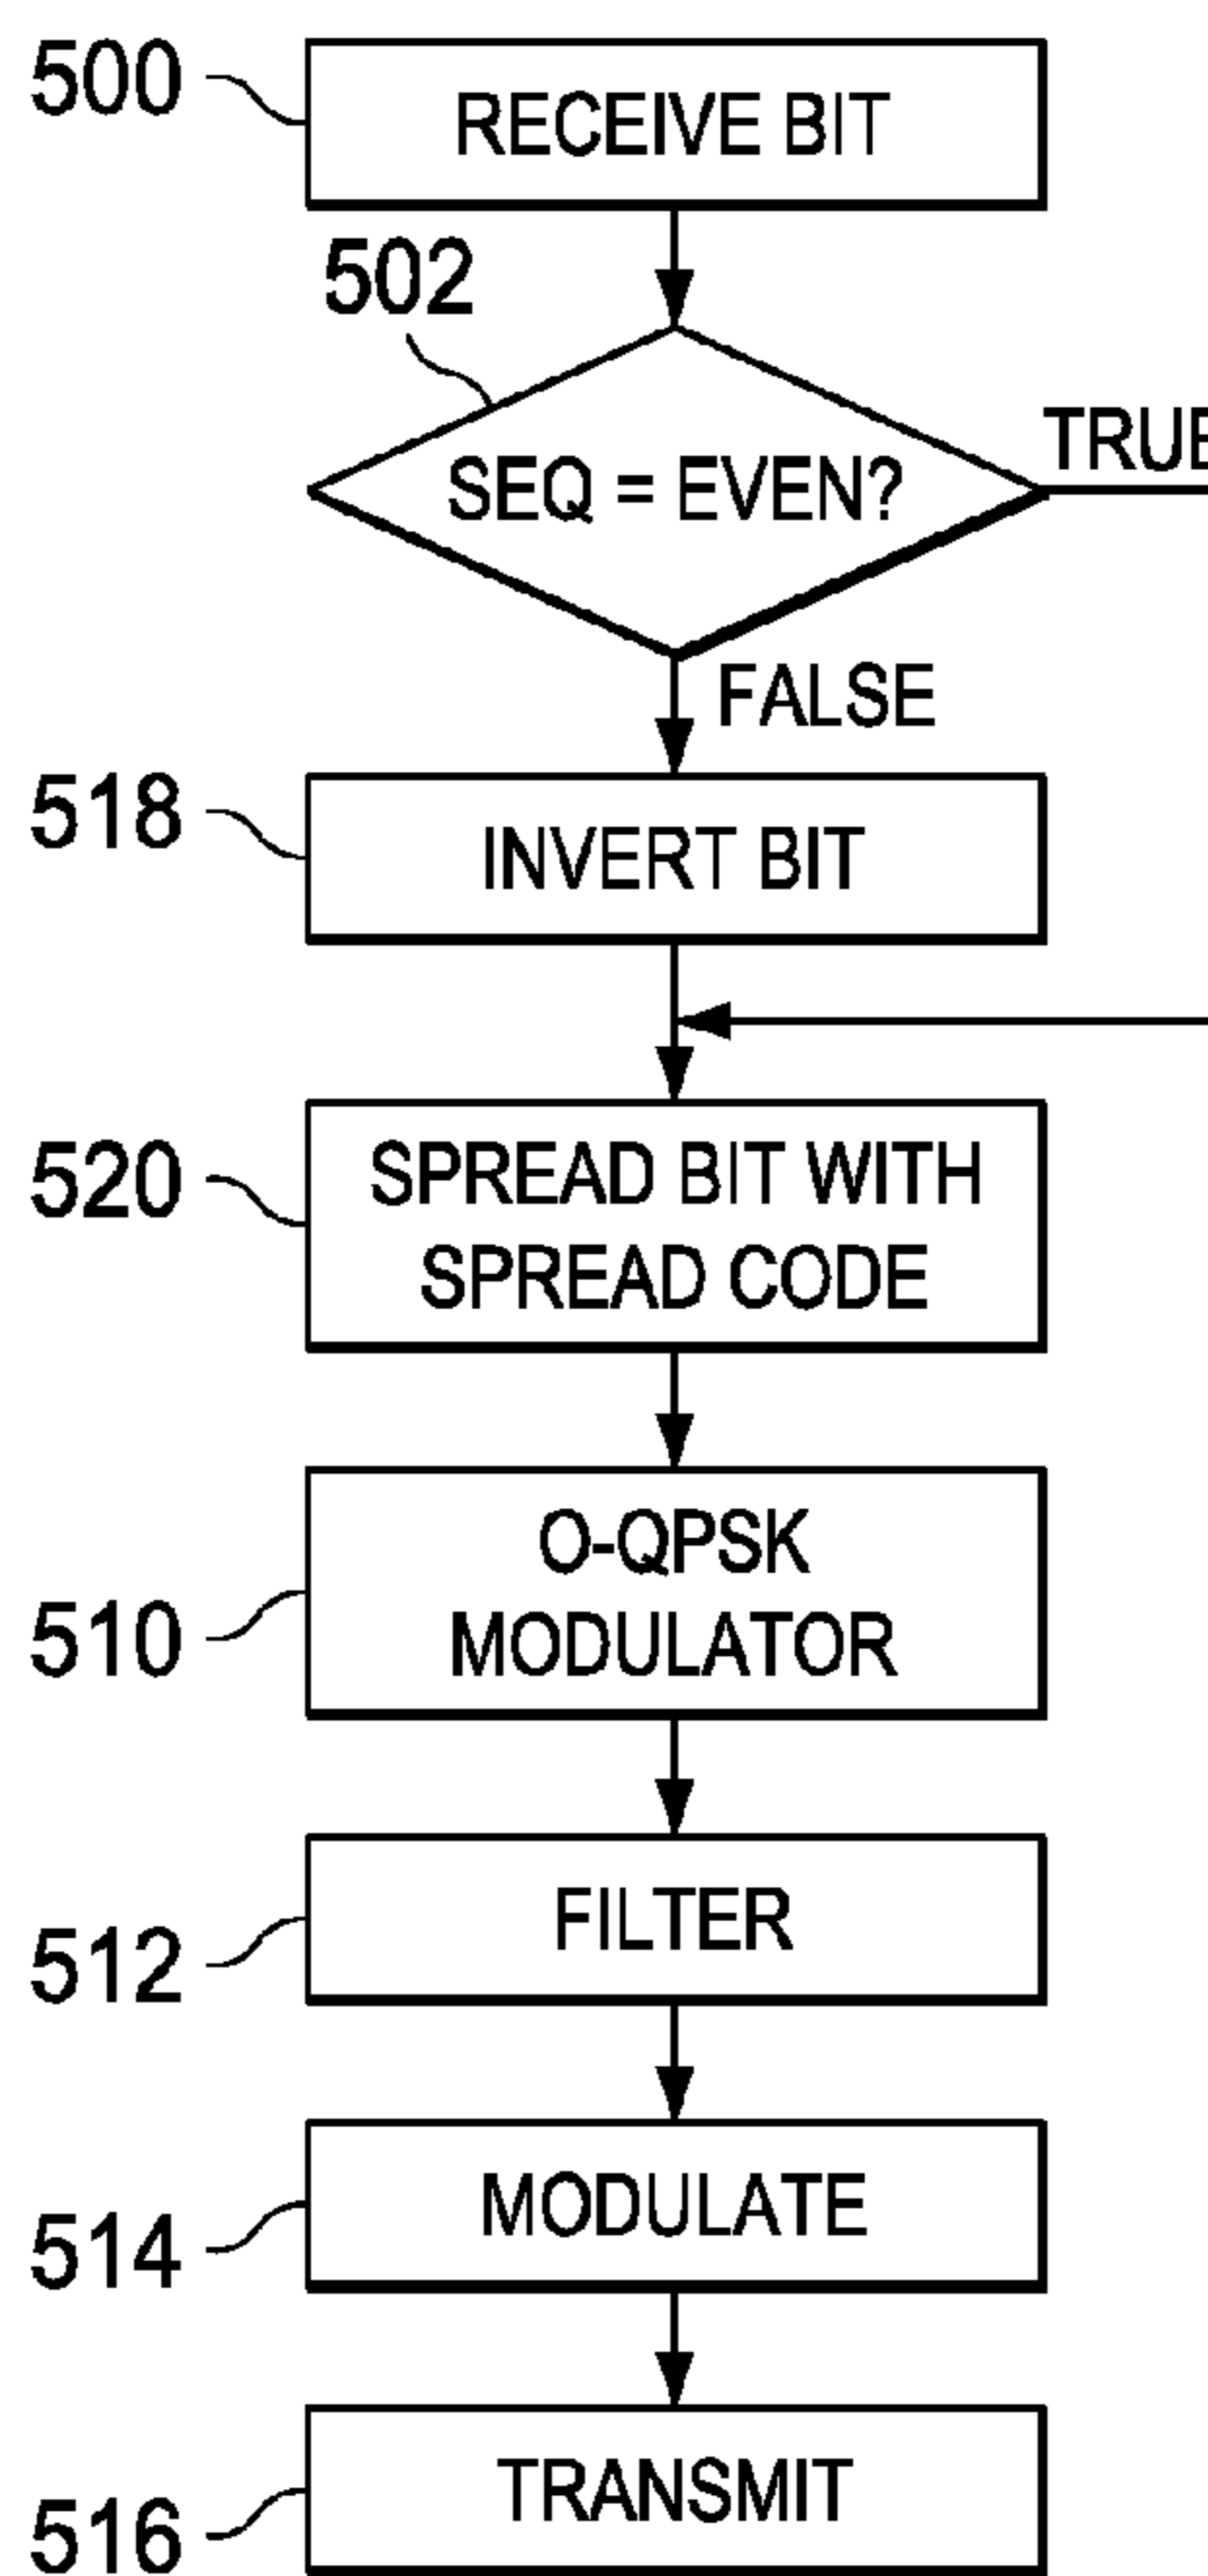 500
RECEIVE BIT
502
SEQ = EVEN?
TRUE
FALSE
518
INVERT BIT
520
SPREAD BIT WITH
SPREAD CODE
510
O-QPSK
MODULATOR
512
FILTER
514
MODULATE
516
TRANSMIT